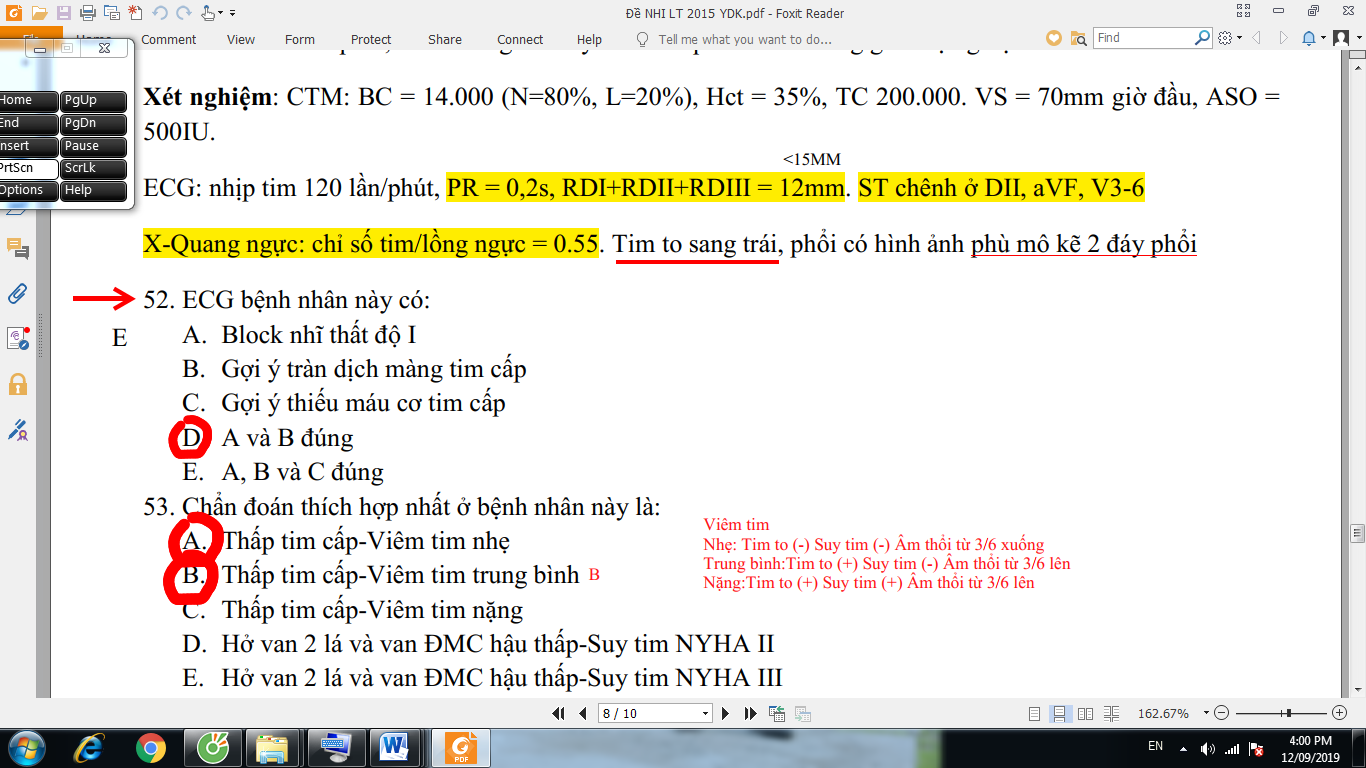 Đề NHI LT 2015 YDK.pdf - Foxit Reader
Comment View Form Protect Share Connect Help Tell me what you want to do... Find
Home PgUp
End PgDn
Insert Pause
PrtScn ScrLk
Options Help
Xét nghiệm: CTM: BC = 14.000 (N=80%, L=20%), Hct = 35%, TC 200.000. VS = 70mm giờ đầu, ASO =
500IU.
<15MM
ECG: nhịp tim 120 lần/phút, PR = 0,2s, RDI+RDII+RDIII = 12mm. ST chênh ở DII, aVF, V3-6
X-Quang ngực: chỉ số tim/lồng ngực = 0.55. Tim to sang trái, phổi có hình ảnh phù mô kẽ 2 đáy phổi
52. ECG bệnh nhân này có:
E
A. Block nhĩ thất độ I
B. Gợi ý tràn dịch màng tim cấp
C. Gợi ý thiếu máu cơ tim cấp
D. A và B đúng
E. A, B và C đúng
53. Chẩn đoán thích hợp nhất ở bệnh nhân này là:
A. Thấp tim cấp-Viêm tim nhẹ
B. Thấp tim cấp-Viêm tim trung bình B
C. Thấp tim cấp-Viêm tim nặng
D. Hở van 2 lá và van ĐMC hậu thấp-Suy tim NYHA II
E. Hở van 2 lá và van ĐMC hậu thấp-Suy tim NYHA III
Viêm tim
Nhẹ: Tim to (-) Suy tim (-) Âm thổi từ 3/6 xuống
Trung bình:Tim to (+) Suy tim (-) Âm thổi từ 3/6 lên
Nặng:Tim to (+) Suy tim (+) Âm thổi từ 3/6 lên
8 / 10
162.67%
EN
4:00 PM
12/09/2019
PDF